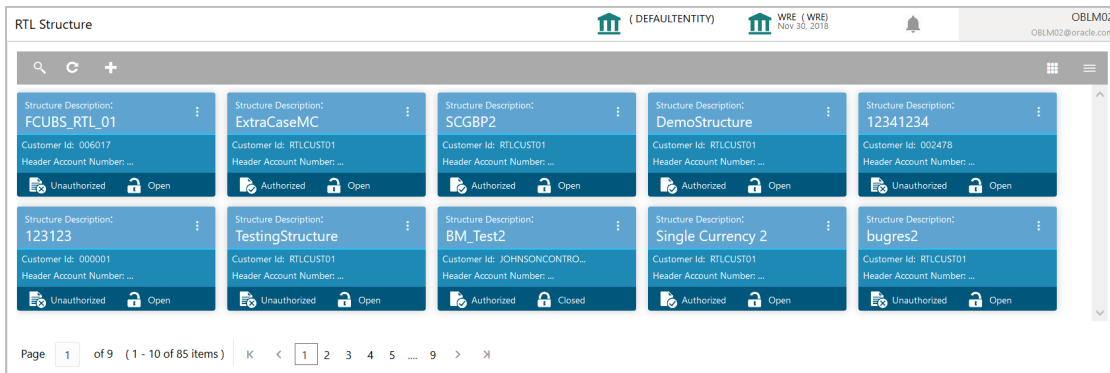 RTL Structure
( DEFAULTENTITY)
WRE ( WRE)
Nov 30, 2018
OBLM02
OBLM02@oracle.com
Structure Description:
FCUBS_RTL_01
Customer Id: 006017
Header Account Number: ...
Unauthorized Open
Structure Description:
ExtraCaseMC
Customer Id: RTLCUST01
Header Account Number: ...
Authorized Open
Structure Description:
SCGBP2
Customer Id: RTLCUST01
Header Account Number: ...
Authorized Open
Structure Description:
DemoStructure
Customer Id: RTLCUST01
Header Account Number: ...
Authorized Open
Structure Description:
12341234
Customer Id: 002478
Header Account Number: ...
Unauthorized Open
Structure Description:
123123
Customer Id: 000001
Header Account Number: ...
Unauthorized Open
Structure Description:
TestingStructure
Customer Id: RTLCUST01
Header Account Number: ...
Unauthorized Open
Structure Description:
BM_Test2
Customer Id: JOHNSONCONTRO...
Header Account Number: ...
Authorized Closed
Structure Description:
Single Currency 2
Customer Id: RTLCUST01
Header Account Number: ...
Authorized Open
Structure Description:
bugres2
Customer Id: RTLCUST01
Header Account Number: ...
Unauthorized Open
Page 1 of 9 ( 1 - 10 of 85 items ) 1 2 3 4 5 .... 9